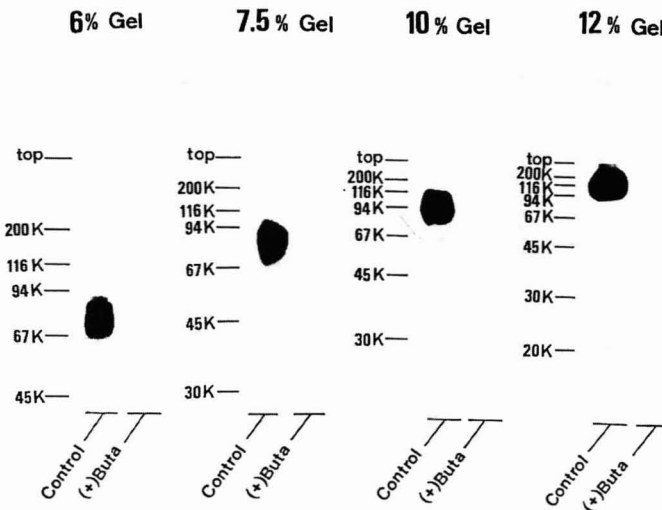 6% Gel
7.5% Gel
10% Gel
12% Gel
top
200K
116K
94K
67K
45K
Control
(+)Buta
top
200K
116K
94K
67K
45K
30K
Control
(+)Buta
top
200K
116K
94K
67K
45K
30K
Control
(+)Buta
top
200K
116K
94K
67K
45K
30K
20K
Control
(+)Buta